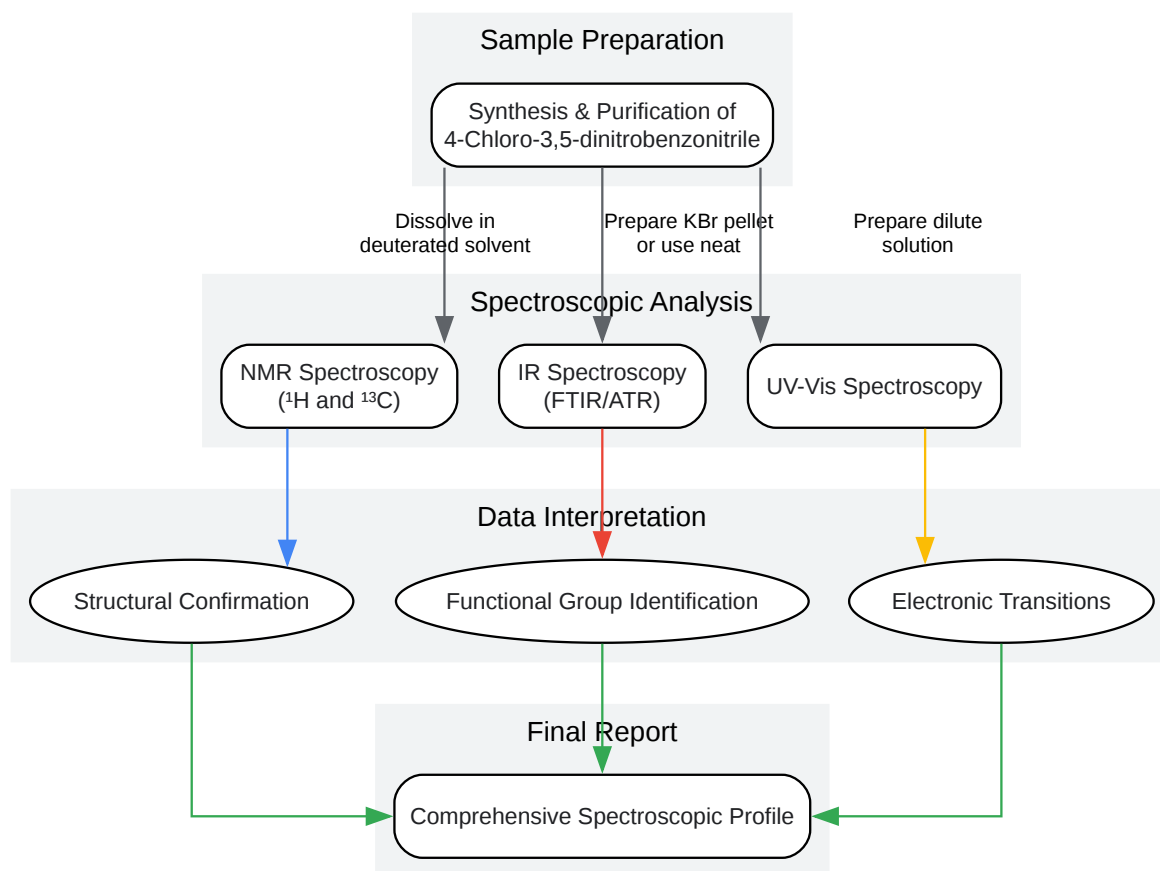 Sample Preparation
Synthesis & Purification of
4-Chloro-3,5-dinitrobenzonitrile
Dissolve in
deuterated solvent
Prepare KBr pellet
or use neat
Prepare dilute
solution
Spectroscopic Analysis
NMR Spectroscopy
(¹H and ¹³C)
IR Spectroscopy
(FTIR/ATR)
UV-Vis Spectroscopy
Data Interpretation
Structural Confirmation
Functional Group Identification
Electronic Transitions
Final Report
Comprehensive Spectroscopic Profile